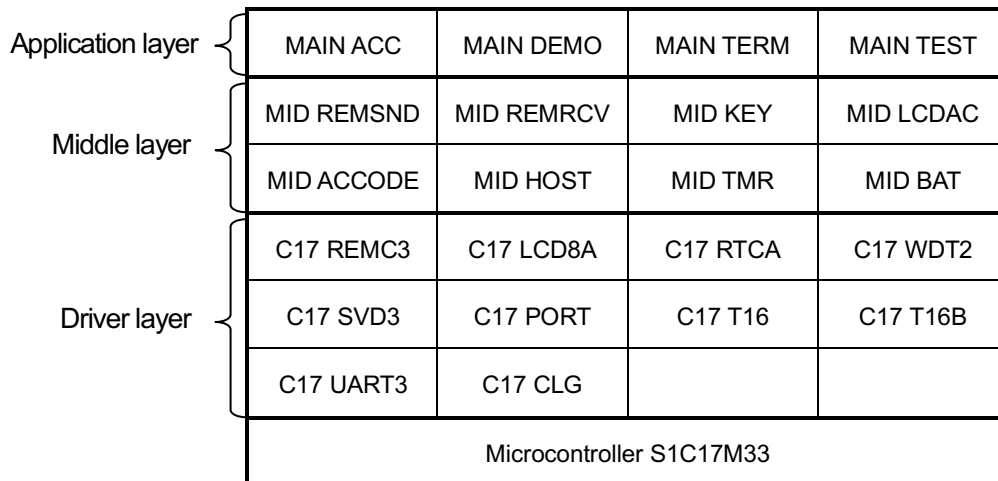 Application layer
MAIN ACC MAIN DEMO MAIN TERM MAIN TEST
Middle layer
MID REMSND MID REMRCV MID KEY MID LCDAC
MID ACCODE MID HOST MID TMR MID BAT
Driver layer
C17 REMC3 C17 LCD8A C17 RTCA C17 WDT2
C17 SVD3 C17 PORT C17 T16 C17 T16B
C17 UART3 C17 CLG
Microcontroller S1C17M33